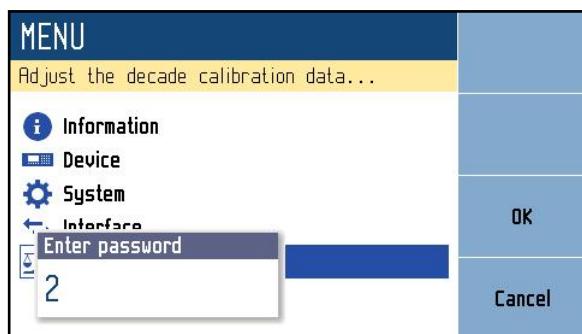 MENU
Adjust the decade calibration data...
Information
Device
System
Interface
Enter password
2
OK
Cancel